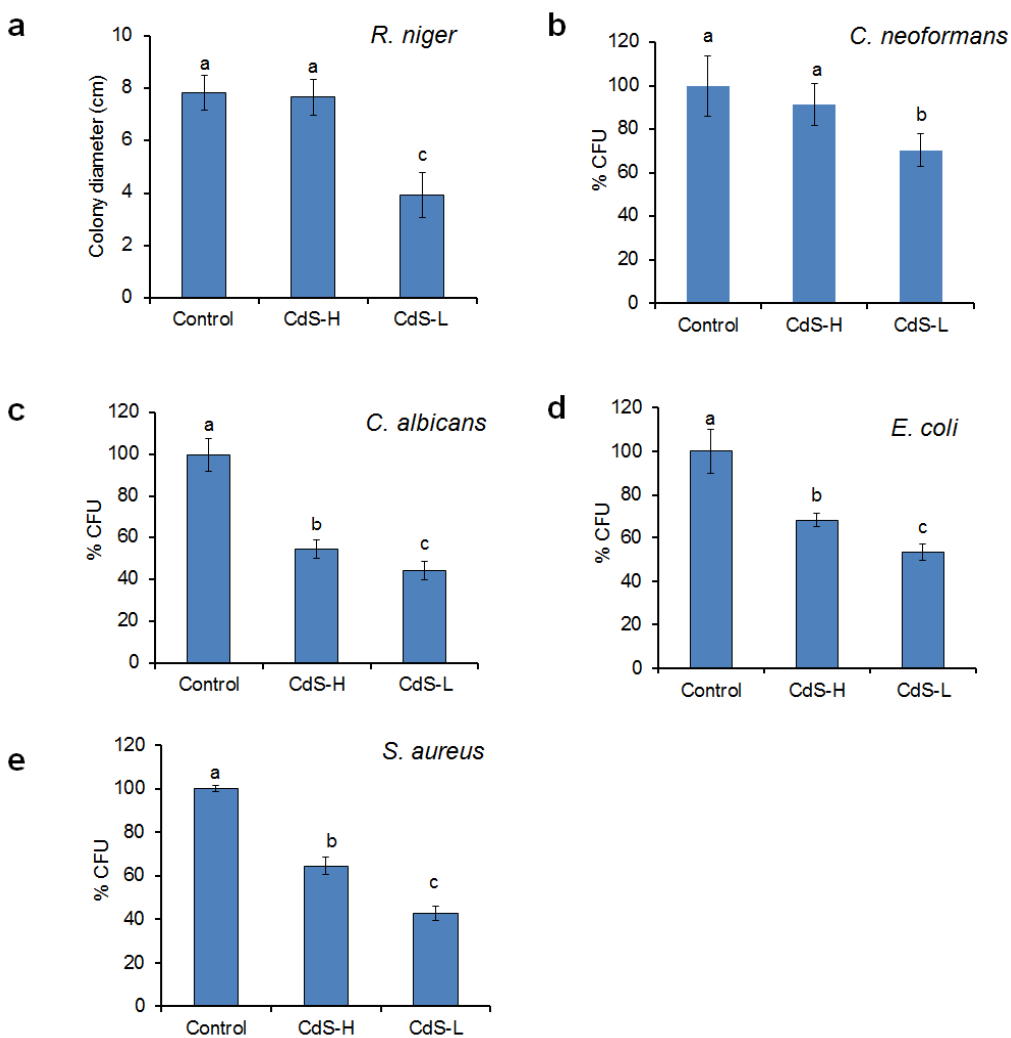 a
R. niger
Colony diameter (cm)
10
8
6
4
2
0
a
a
c
Control
CdS-H
CdS-L
b
C. neoformans
% CFU
120
100
80
60
40
20
0
a
a
b
Control
CdS-H
CdS-L
c
C. albicans
% CFU
120
100
80
60
40
20
0
a
b
c
Control
CdS-H
CdS-L
d
E. coli
% CFU
120
100
80
60
40
20
0
a
b
c
Control
CdS-H
CdS-L
e
S. aureus
% CFU
120
100
80
60
40
20
0
a
b
c
Control
CdS-H
CdS-L